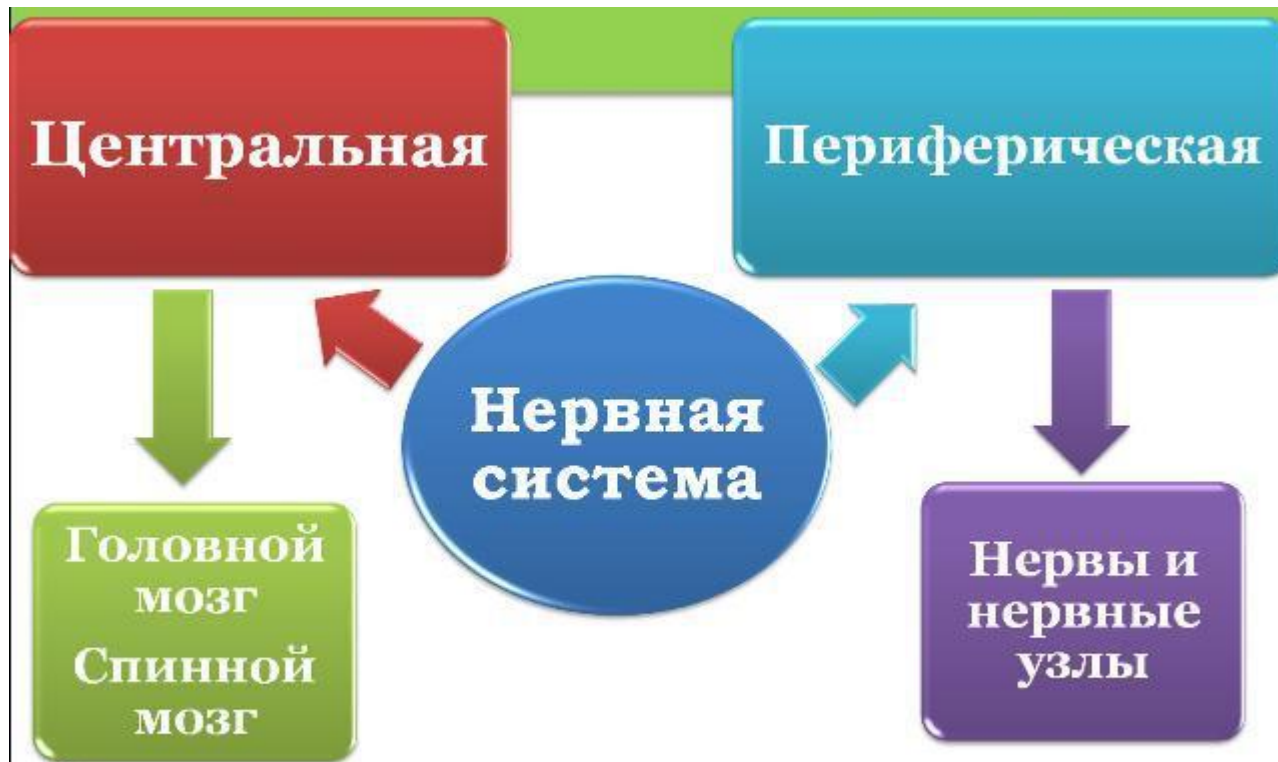 Центральная
Периферическая
Нервная
система
Головной
мозг
Спинной
мозг
Нервы и
нервные
узлы